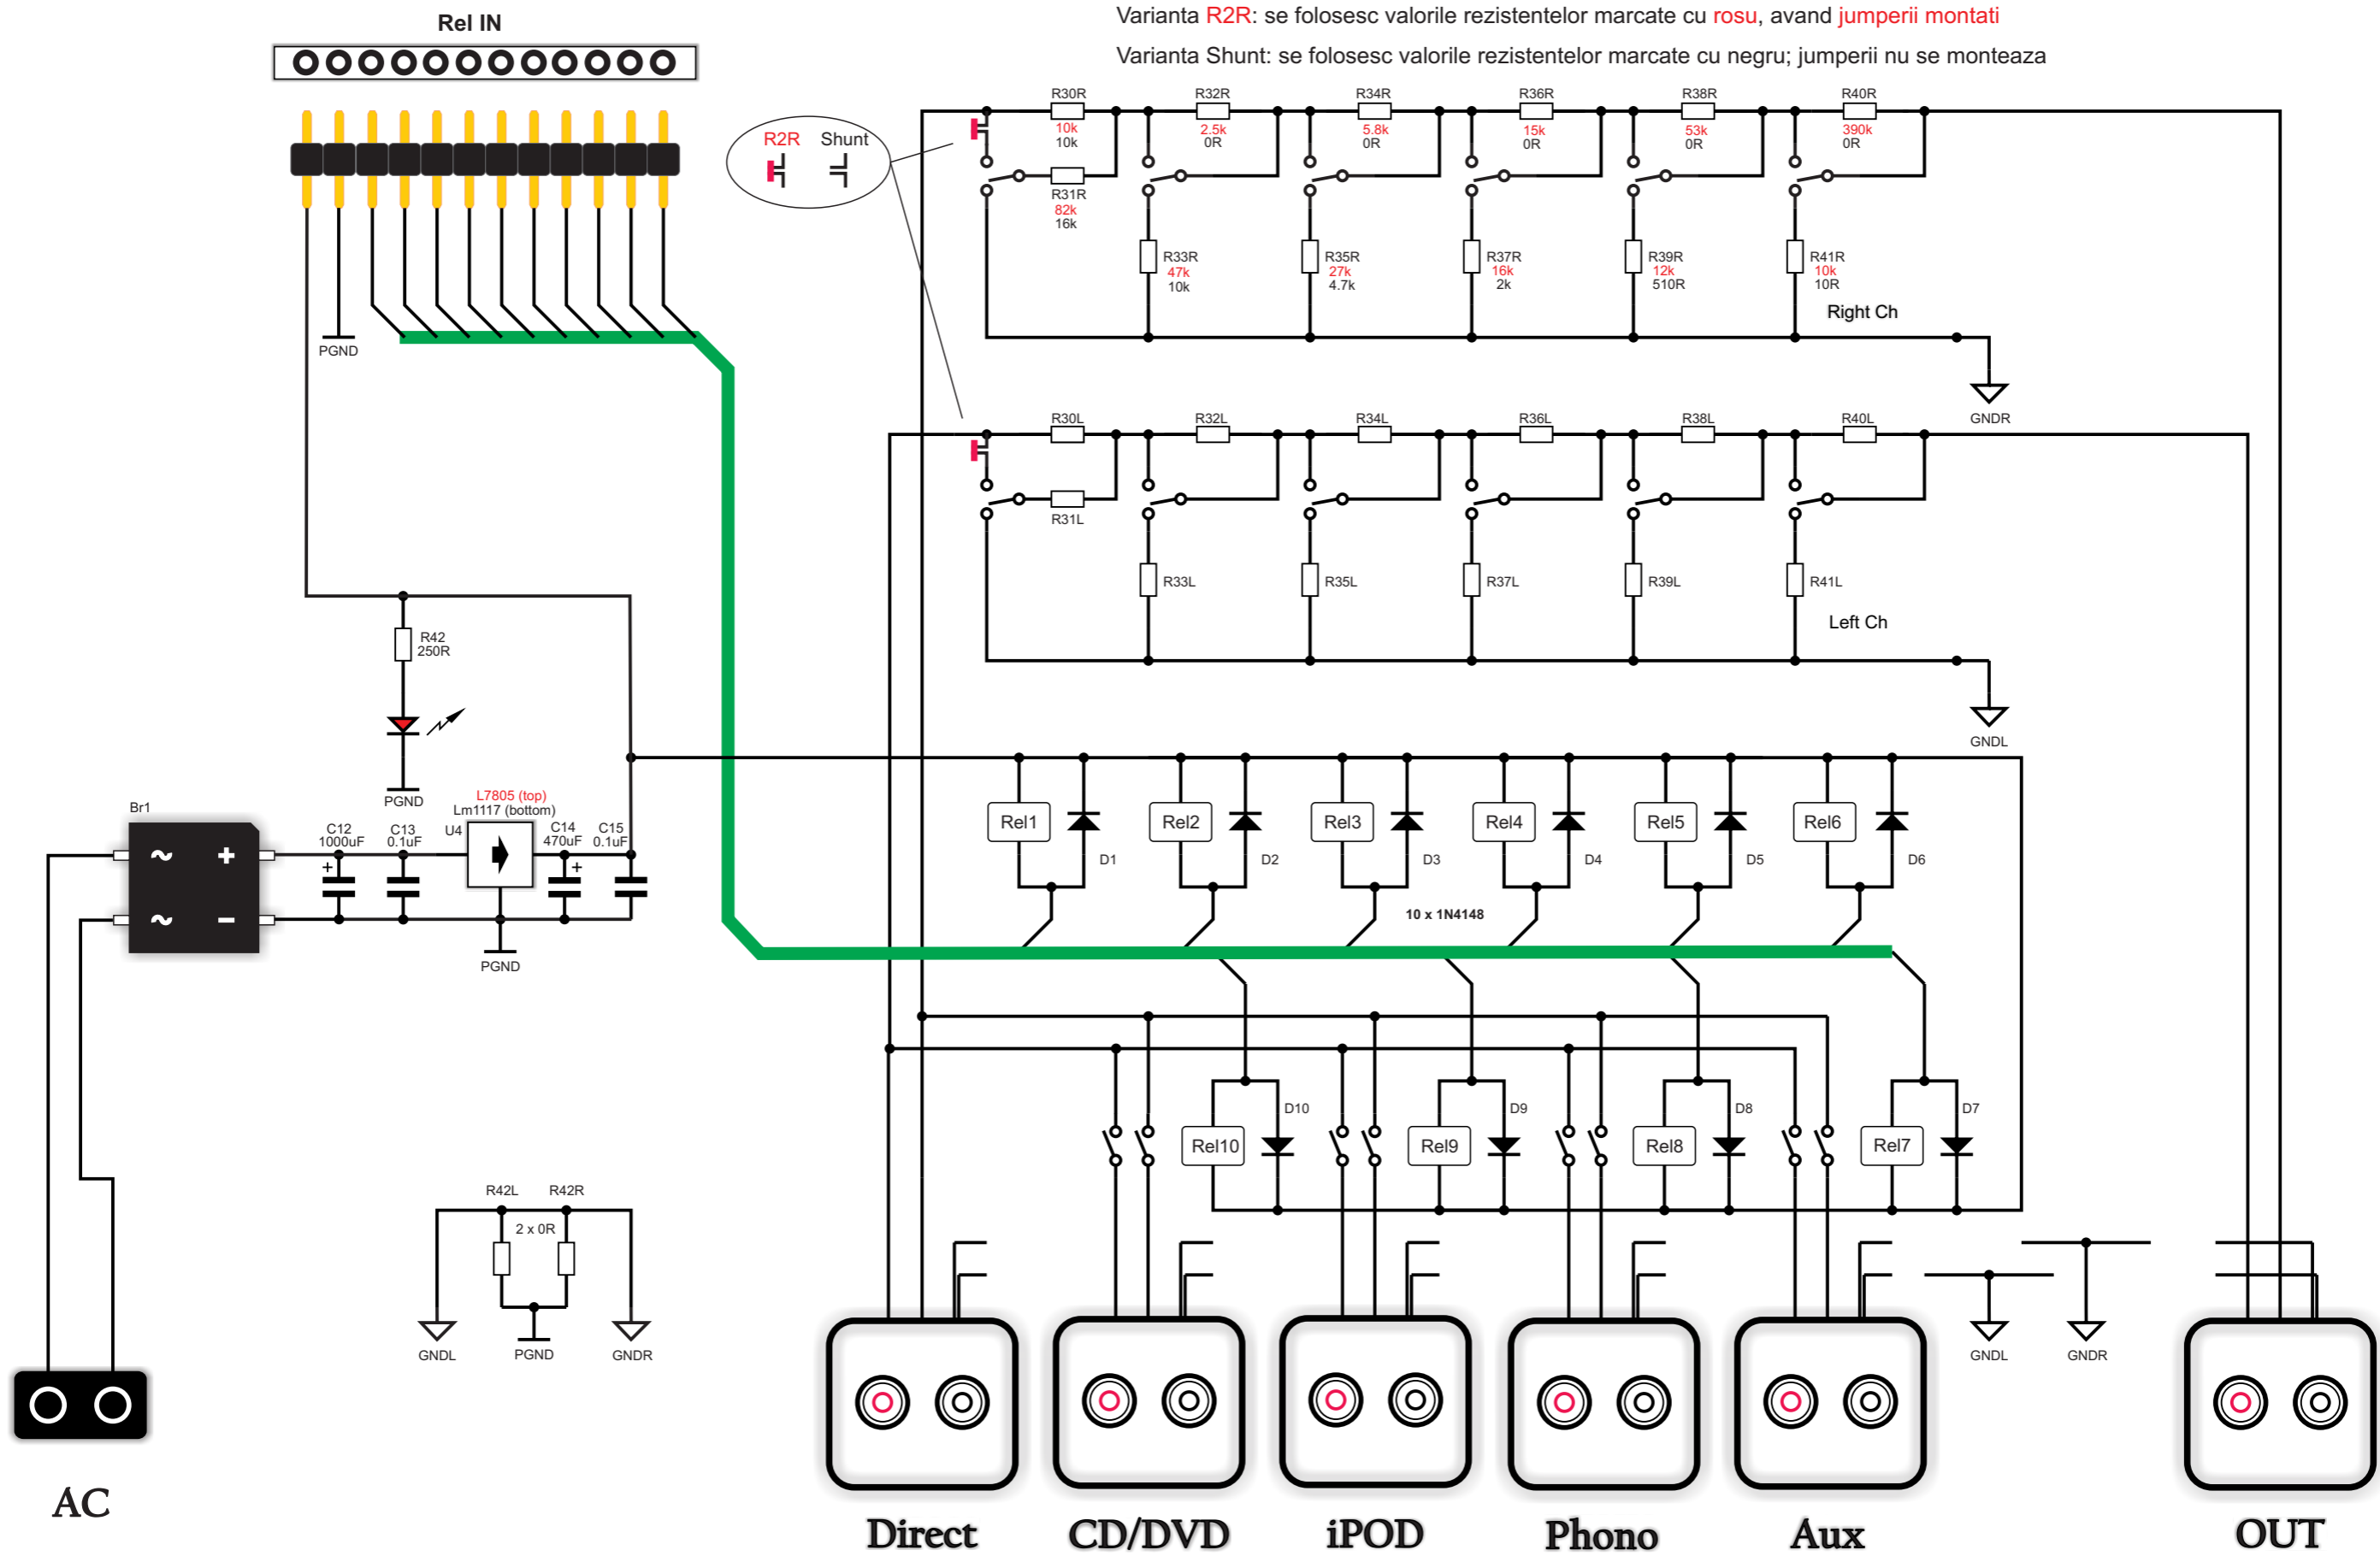 Rel IN
Varianta R2R: se folosesc valorile rezistentelor marcate cu rosu, avand jumperii montati
Varianta Shunt: se folosesc valorile rezistentelor marcate cu negru; jumperii nu se monteaza
R2R Shunt
R30R R32R R34R R36R R38R R40R
10k 2.5k 5.8k 15k 53k 390k
10k 0R 0R 0R 0R 0R
R31R
82k
16k
R33R R35R R37R R39R R41R
47k 27k 16k 12k 10k
10k 4.7k 2k 510R 10R
Right Ch
PGND
GNDR
R30L R32L R34L R36L R38L R40L
R31L
R33L R35L R37L R39L R41L
Left Ch
GNDL
R42
250R
PGND
Br1
L7805 (top)
Lm1117 (bottom)
U4
C12
1000uF
+
C13
0.1uF
C14
470uF
+
C15
0.1uF
~ +
~ −
PGND
Rel1 Rel2 Rel3 Rel4 Rel5 Rel6
D1 D2 D3 D4 D5 D6
10 x 1N4148
D10 D9 D8 D7
Rel10 Rel9 Rel8 Rel7
R42L R42R
2 x 0R
GNDL PGND GNDR
GNDL GNDR
AC
Direct CD/DVD iPOD Phono Aux OUT